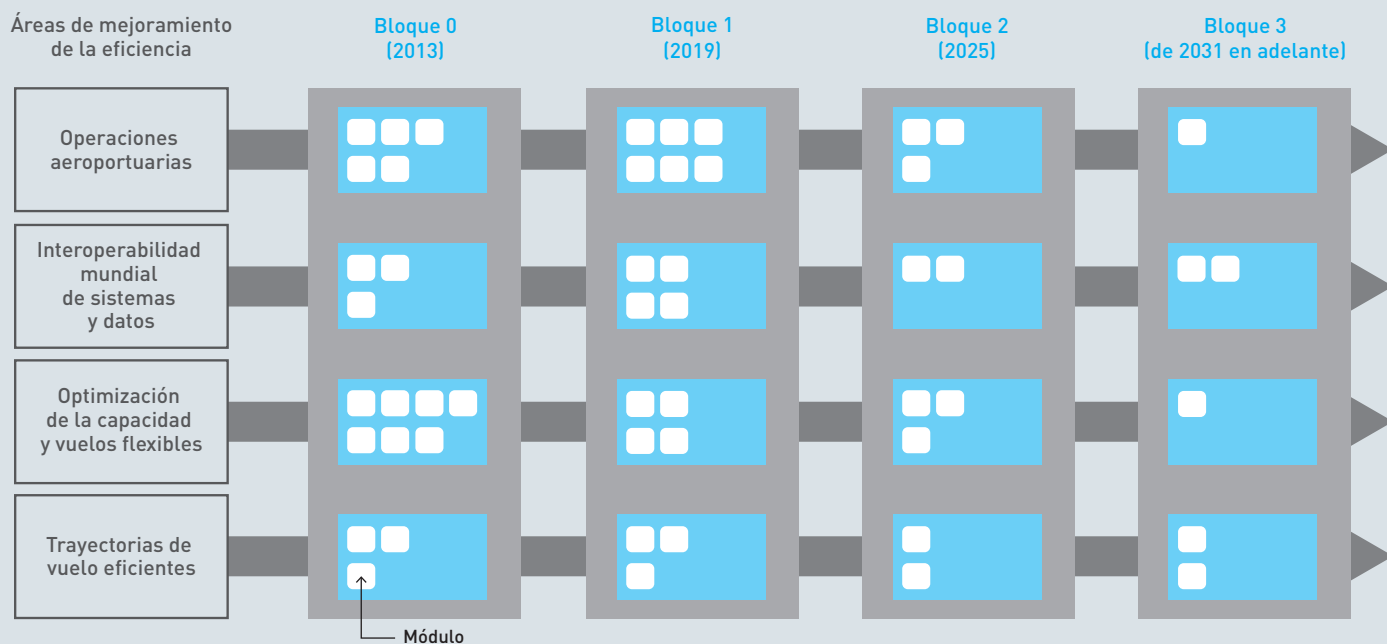 Áreas de mejoramiento
de la eficiencia
Bloque 0
(2013)
Bloque 1
(2019)
Bloque 2
(2025)
Bloque 3
(de 2031 en adelante)
Operaciones
aeroportuarias
Interoperabilidad
mundial
de sistemas
y datos
Optimización
de la capacidad
y vuelos flexibles
Trayectorias de
vuelo eficientes
Módulo